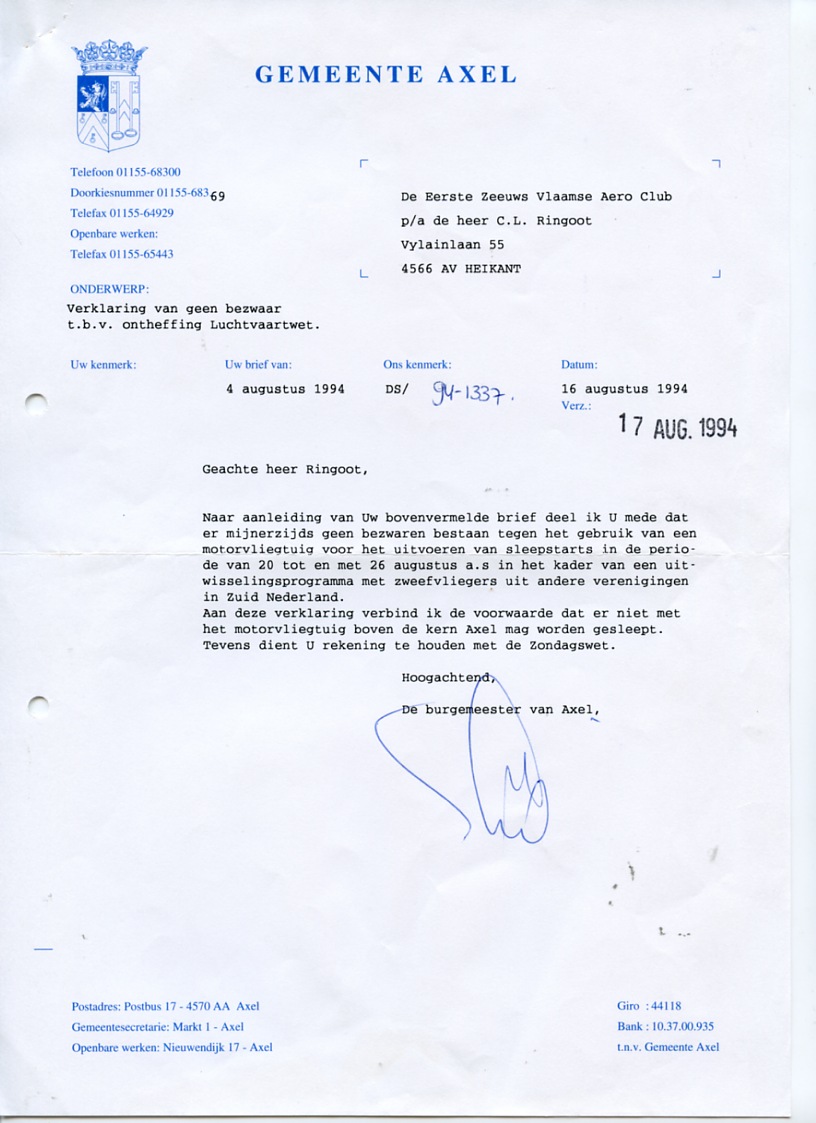 GEMEENTE AXEL
Telefoon 01155-68300
Doorkiesnummer 01155-68369
Telefax 01155-64929
Openbare werken:
Telefax 01155-65443
De Eerste Zeeuws Vlaamse Aero Club
p/a de heer C.L. Ringoot
Vylainlaan 55
4566 AV HEIKANT
ONDERWERP:
Verklaring van geen bezwaar
t.b.v. ontheffing Luchtvaartwet.
Uw kenmerk: Uw brief van: Ons kenmerk: Datum:
4 augustus 1994 DS/ 94-1337. 16 augustus 1994
Verz.:
17 AUG. 1994
Geachte heer Ringoot,
Naar aanleiding van Uw bovenvermelde brief deel ik U mede dat
er mijnerzijds geen bezwaren bestaan tegen het gebruik van een
motorvliegtuig voor het uitvoeren van sleepstarts in de perio-
de van 20 tot en met 26 augustus a.s in het kader van een uit-
wisselingsprogramma met zweefvliegers uit andere verenigingen
in Zuid Nederland.
Aan deze verklaring verbind ik de voorwaarde dat er niet met
het motorvliegtuig boven de kern Axel mag worden gesleept.
Tevens dient U rekening te houden met de Zondagswet.
Hoogachtend,
De burgemeester van Axel,
Postadres: Postbus 17 - 4570 AA Axel
Gemeentesecretarie: Markt 1 - Axel
Openbare werken: Nieuwendijk 17 - Axel
Giro : 44118
Bank : 10.37.00.935
t.n.v. Gemeente Axel